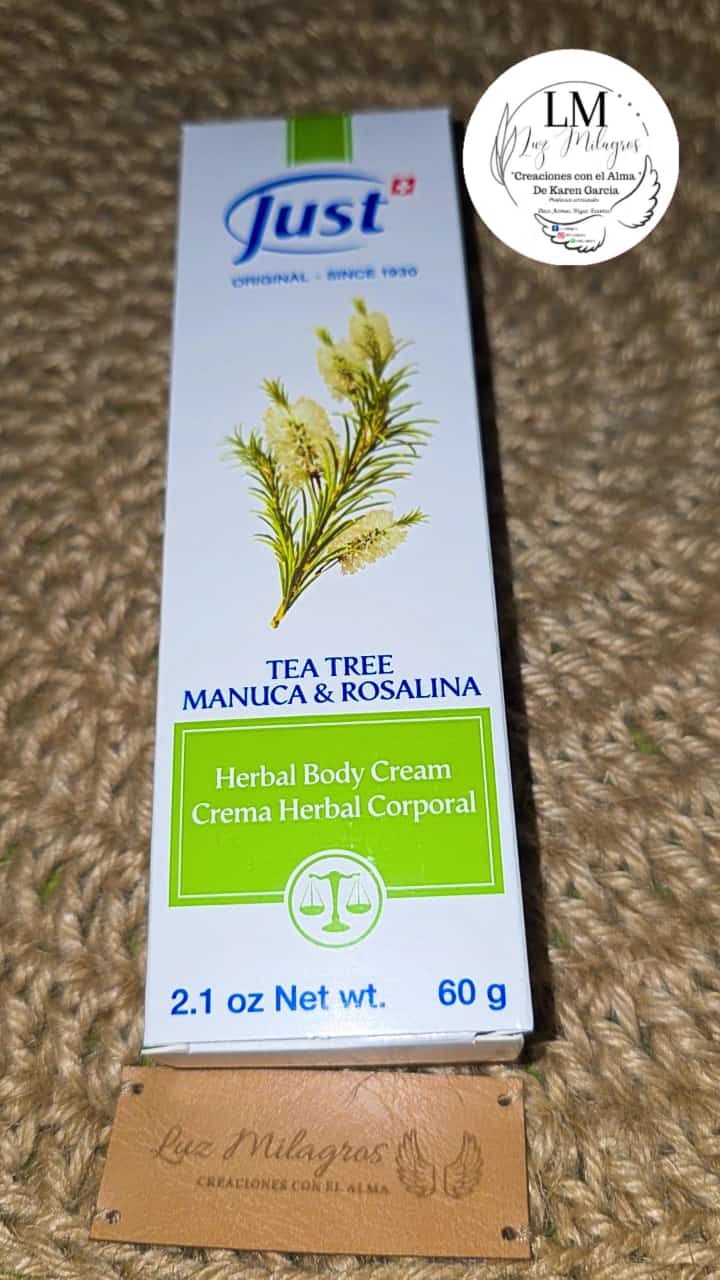 Just
ORIGINAL - SINCE 1930
TEA TREE
MANUCA & ROSALINA
Herbal Body Cream
Crema Herbal Corporal
2.1 oz Net wt. 60 g
LM
Luz Milagros
"Creaciones con el Alma"
De Karen Garcia
Luz Milagros
CREACIONES CON EL ALMA